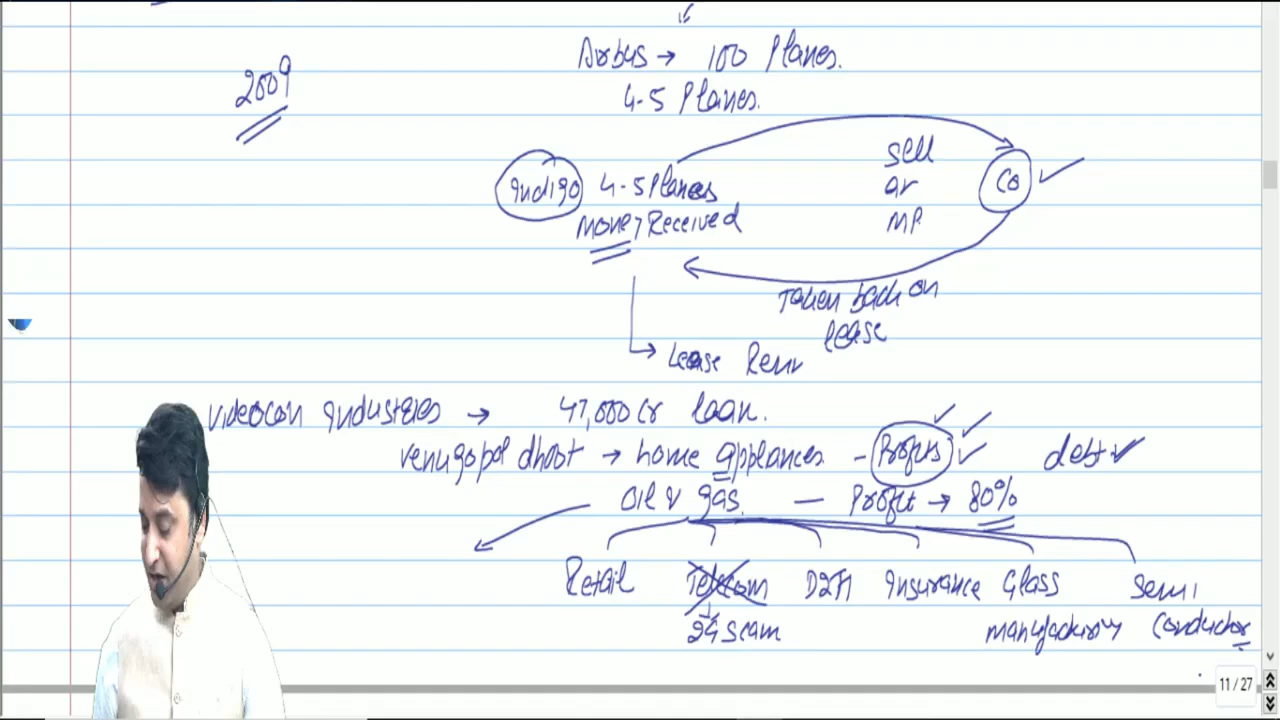 Airbus → 100 Planes.
4-5 Planes.
2009
Indigo 4-5 Planes
Money Received
sell
at
MP
Co
Taken back on
lease
→ Lease Rent
videocon Industries → 47,000 cr loan.
venugopal dhoot → home appliances - Profits debt
oil & gas. — Profit → 80%
Retail Telecom D2H Insurance Glass manufacturing Semi Conductor
2G scam
11 / 27